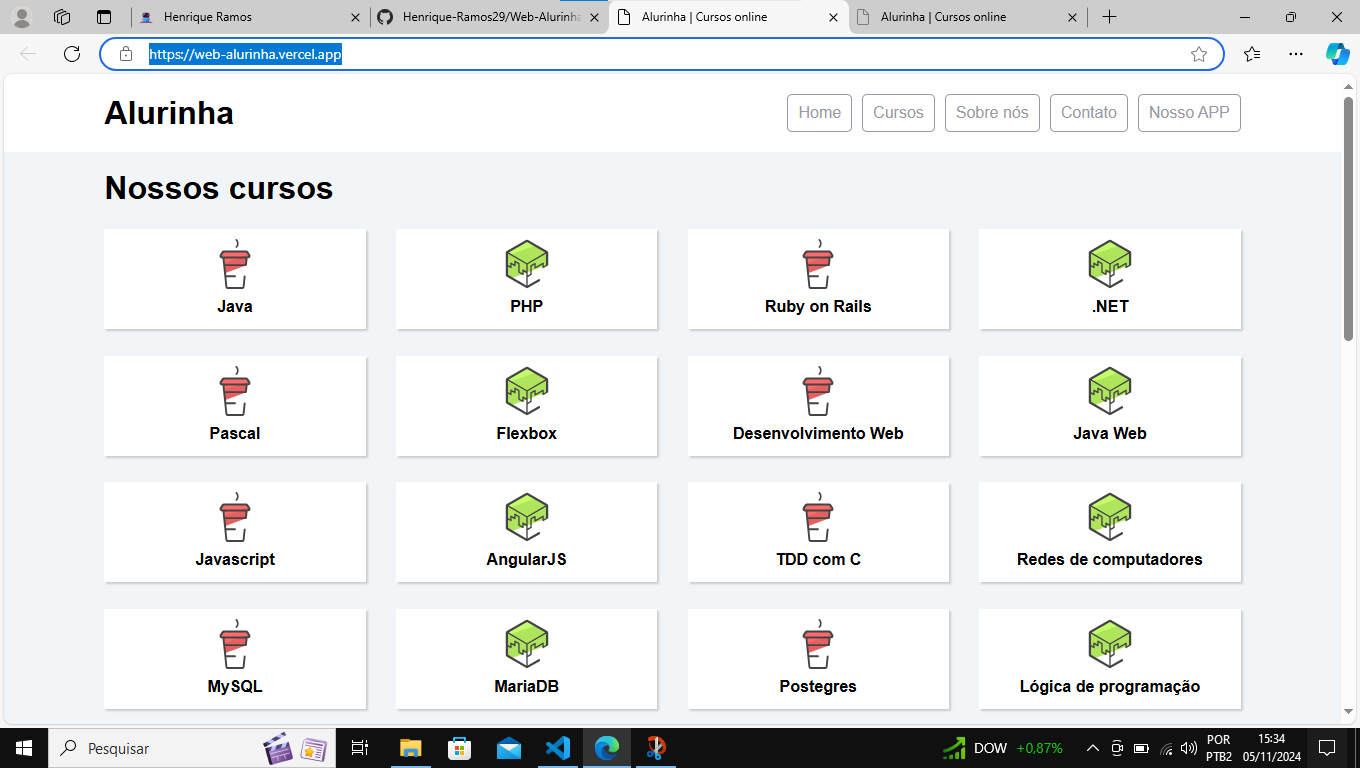 Henrique Ramos
Henrique-Ramos29/Web-Alurinha
Alurinha | Cursos online
Alurinha | Cursos online
https://web-alurinha.vercel.app
Alurinha
Home
Cursos
Sobre nós
Contato
Nosso APP
Nossos cursos
Java
PHP
Ruby on Rails
.NET
Pascal
Flexbox
Desenvolvimento Web
Java Web
Javascript
AngularJS
TDD com C
Redes de computadores
MySQL
MariaDB
Postegres
Lógica de programação
Pesquisar
DOW +0,87%
POR
PTB2
15:34
05/11/2024